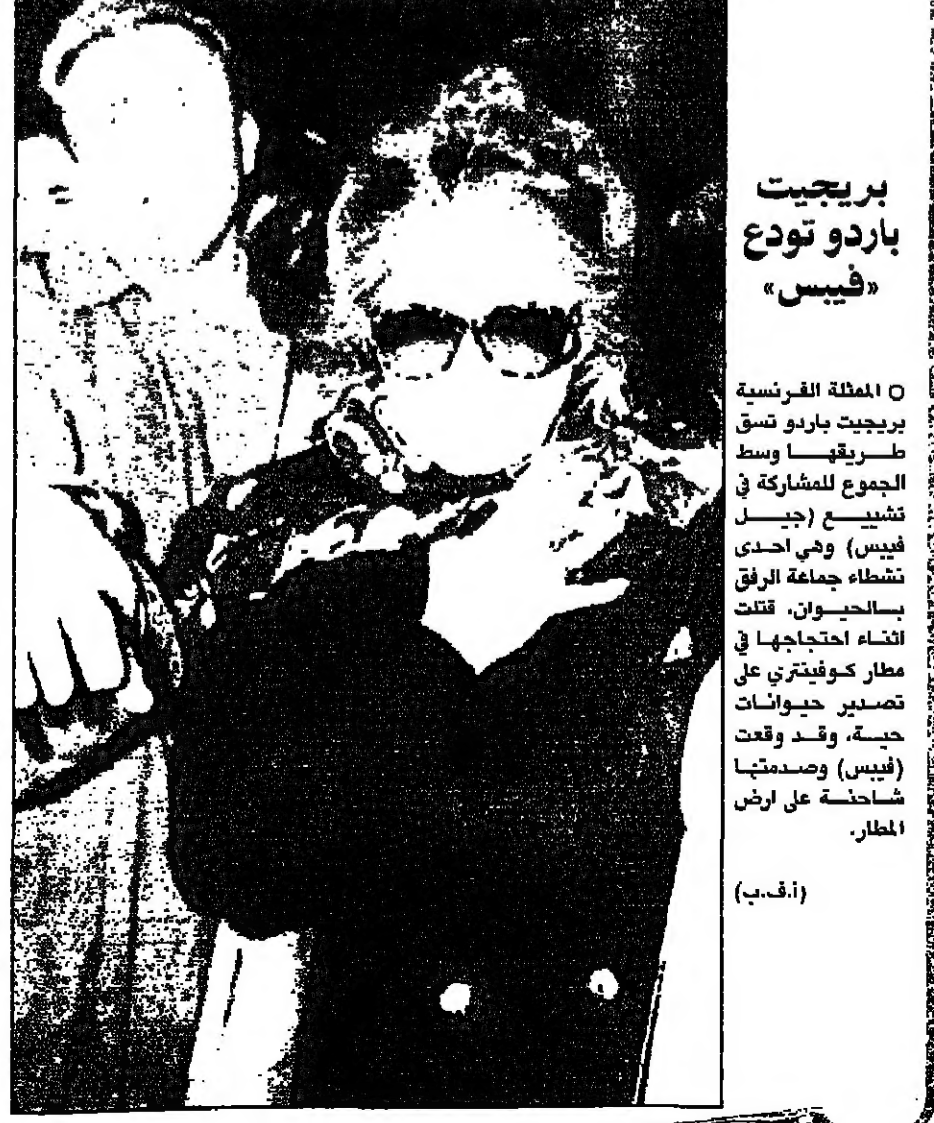 بريجيت
باردو تودع
«فيبس»
○ الممثلة الفرنسية
بريجيت باردو تسق
طريقها وسط
الجموع للمشاركة في
تشييع (جيل
فيبس) وهي احدى
نشطاء جماعة الرفق
بالحيوان، قتلت
اثناء احتجاجها في
مطار كوفينتري على
تصدير حيوانات
حية، وقد وقعت
(فيبس) وصدمتها
شاحنة على ارض
المطار.
(أ.ف.ب)